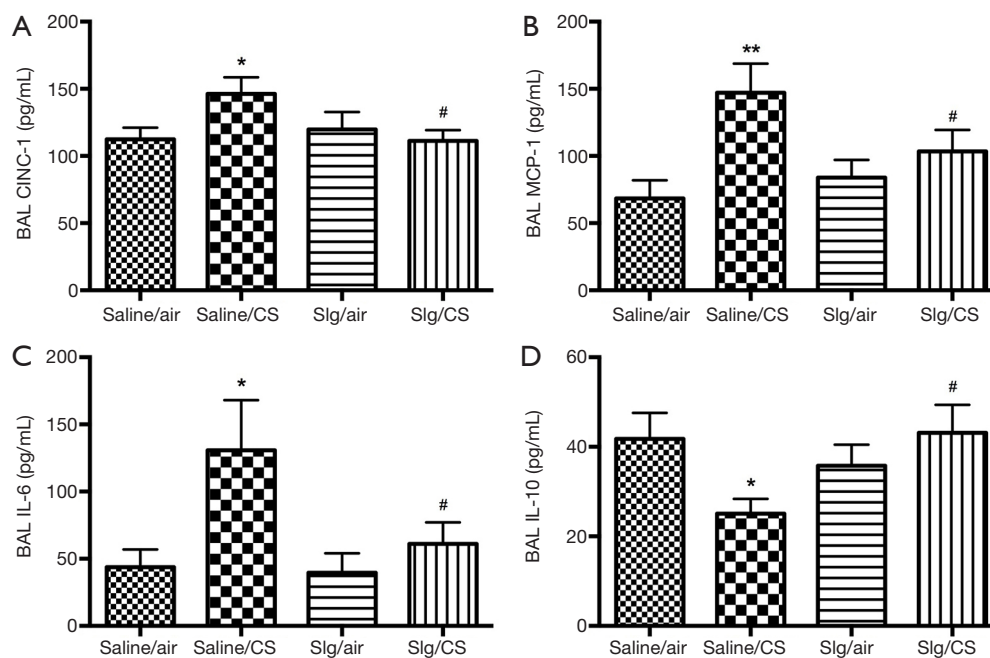 A
BAL CINC-1 (pg/mL)
200
150
100
50
0
*
#
Saline/air Saline/CS Slg/air Slg/CS
B
BAL MCP-1 (pg/mL)
200
150
100
50
0
**
#
Saline/air Saline/CS Slg/air Slg/CS
C
BAL IL-6 (pg/mL)
200
150
100
50
0
*
#
Saline/air Saline/CS Slg/air Slg/CS
D
BAL IL-10 (pg/mL)
60
40
20
0
*
#
Saline/air Saline/CS Slg/air Slg/CS